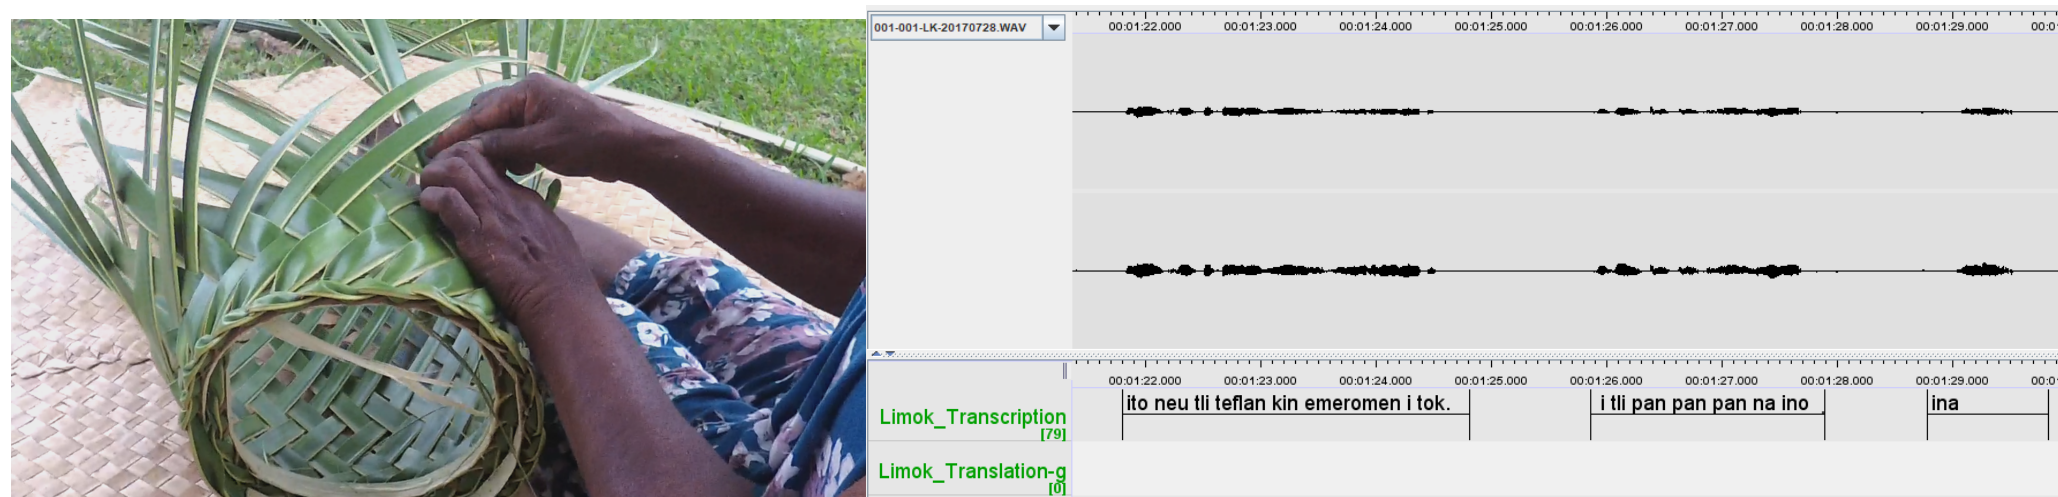 001-001-LK-20170728.WAV
00:01:22.000 00:01:23.000 00:01:24.000 00:01:25.000 00:01:26.000 00:01:27.000 00:01:28.000 00:01:29.000 00:0
00:01:22.000 00:01:23.000 00:01:24.000 00:01:25.000 00:01:26.000 00:01:27.000 00:01:28.000 00:01:29.000 00:0
Limok_Transcription ito neu tli teflan kin emeromen i tok. i tli pan pan pan na ino ina
[79]
Limok_Translation-g
[0]